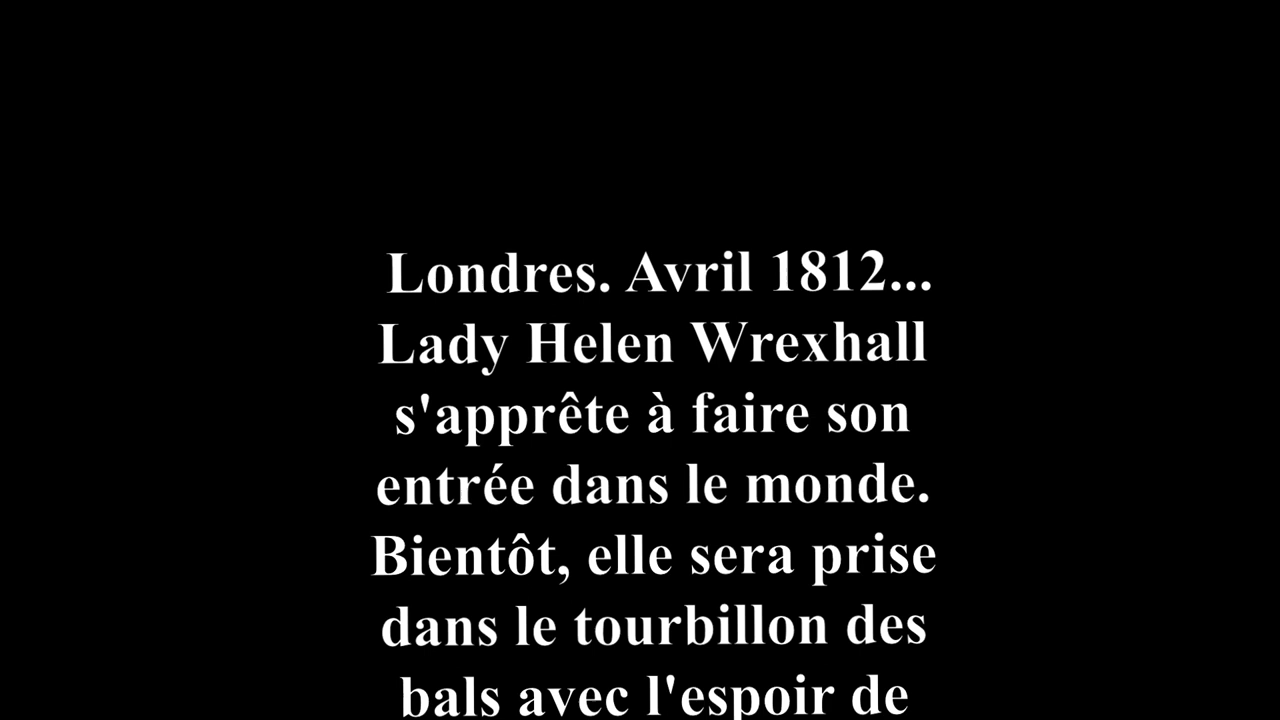 Londres. Avril 1812...
Lady Helen Wrexhall
s'apprête à faire son
entrée dans le monde.
Bientôt, elle sera prise
dans le tourbillon des
bals avec l'espoir de